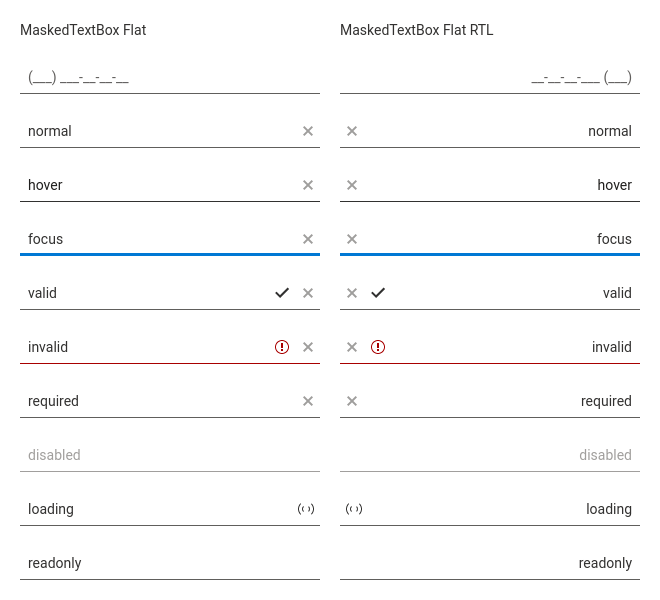 MaskedTextBox Flat
(___) ___-__-__-__
normal
hover
focus
valid
invalid
required
disabled
loading
readonly
MaskedTextBox Flat RTL
__-__-__-___ (___)
normal
hover
focus
valid
invalid
required
disabled
loading
readonly